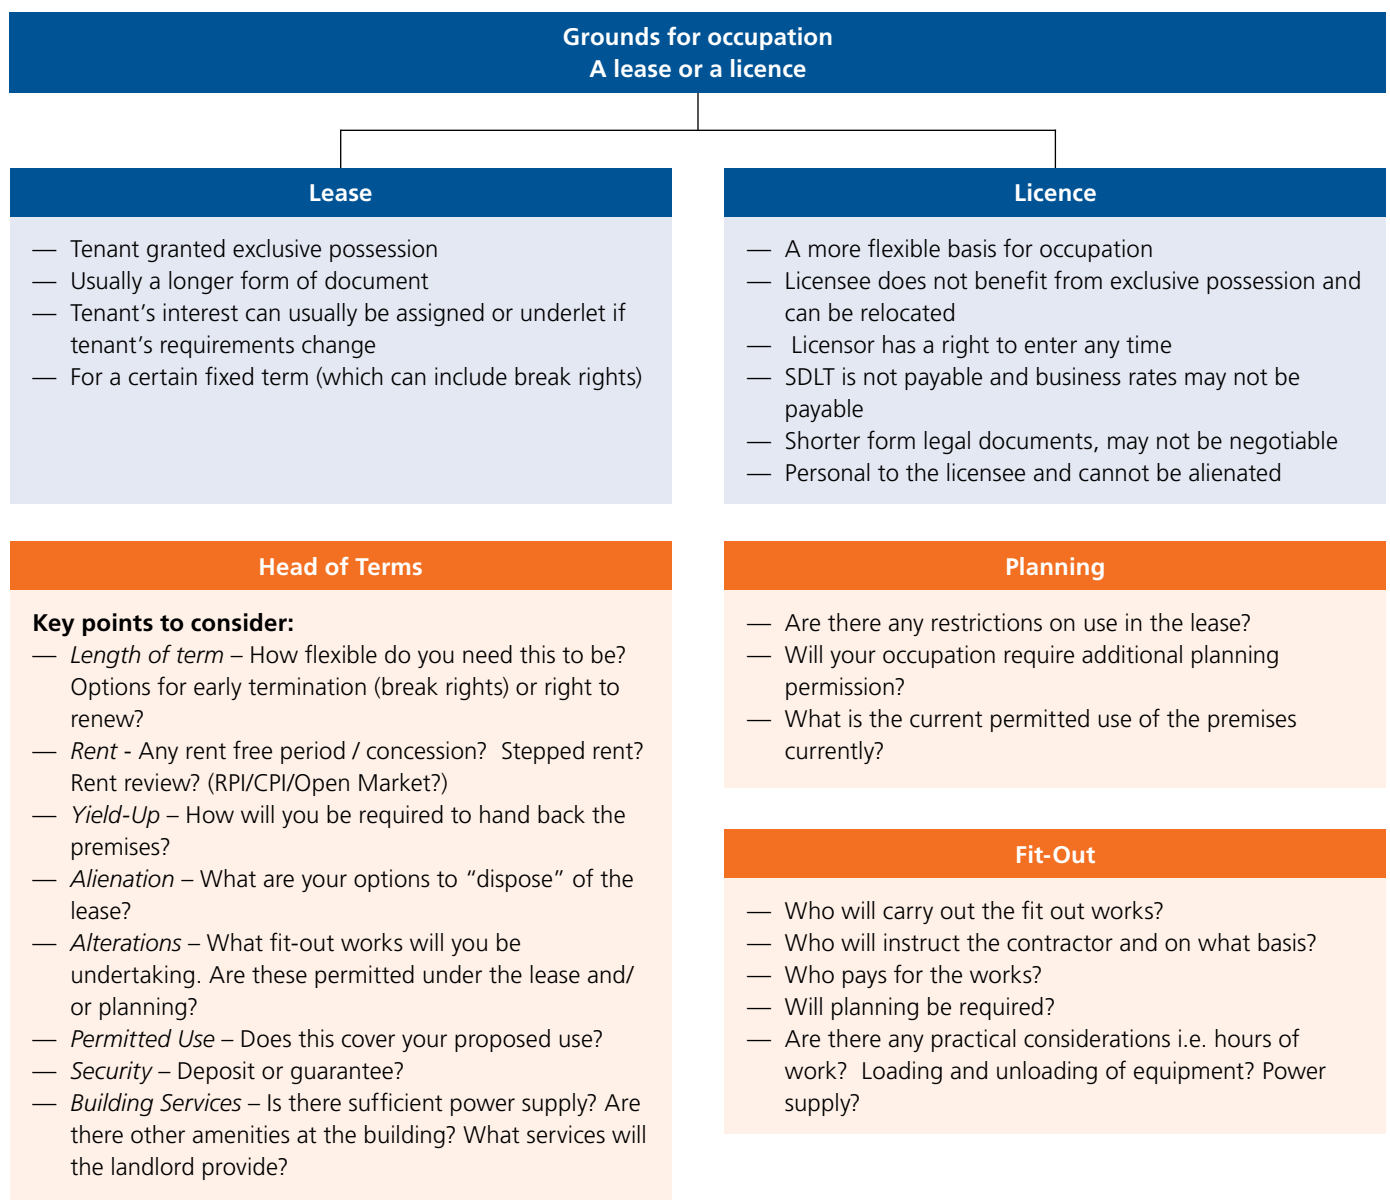 Grounds for occupation
A lease or a licence
Lease
— Tenant granted exclusive possession
— Usually a longer form of document
— Tenant’s interest can usually be assigned or underlet if
tenant’s requirements change
— For a certain fixed term (which can include break rights)
Licence
— A more flexible basis for occupation
— Licensee does not benefit from exclusive possession and
can be relocated
— Licensor has a right to enter any time
— SDLT is not payable and business rates may not be
payable
— Shorter form legal documents, may not be negotiable
— Personal to the licensee and cannot be alienated
Head of Terms
Key points to consider:
— Length of term – How flexible do you need this to be?
Options for early termination (break rights) or right to
renew?
— Rent - Any rent free period / concession? Stepped rent?
Rent review? (RPI/CPI/Open Market?)
— Yield-Up – How will you be required to hand back the
premises?
— Alienation – What are your options to “dispose” of the
lease?
— Alterations – What fit-out works will you be
undertaking. Are these permitted under the lease and/
or planning?
— Permitted Use – Does this cover your proposed use?
— Security – Deposit or guarantee?
— Building Services – Is there sufficient power supply? Are
there other amenities at the building? What services will
the landlord provide?
Planning
— Are there any restrictions on use in the lease?
— Will your occupation require additional planning
permission?
— What is the current permitted use of the premises
currently?
Fit-Out
— Who will carry out the fit out works?
— Who will instruct the contractor and on what basis?
— Who pays for the works?
— Will planning be required?
— Are there any practical considerations i.e. hours of
work? Loading and unloading of equipment? Power
supply?